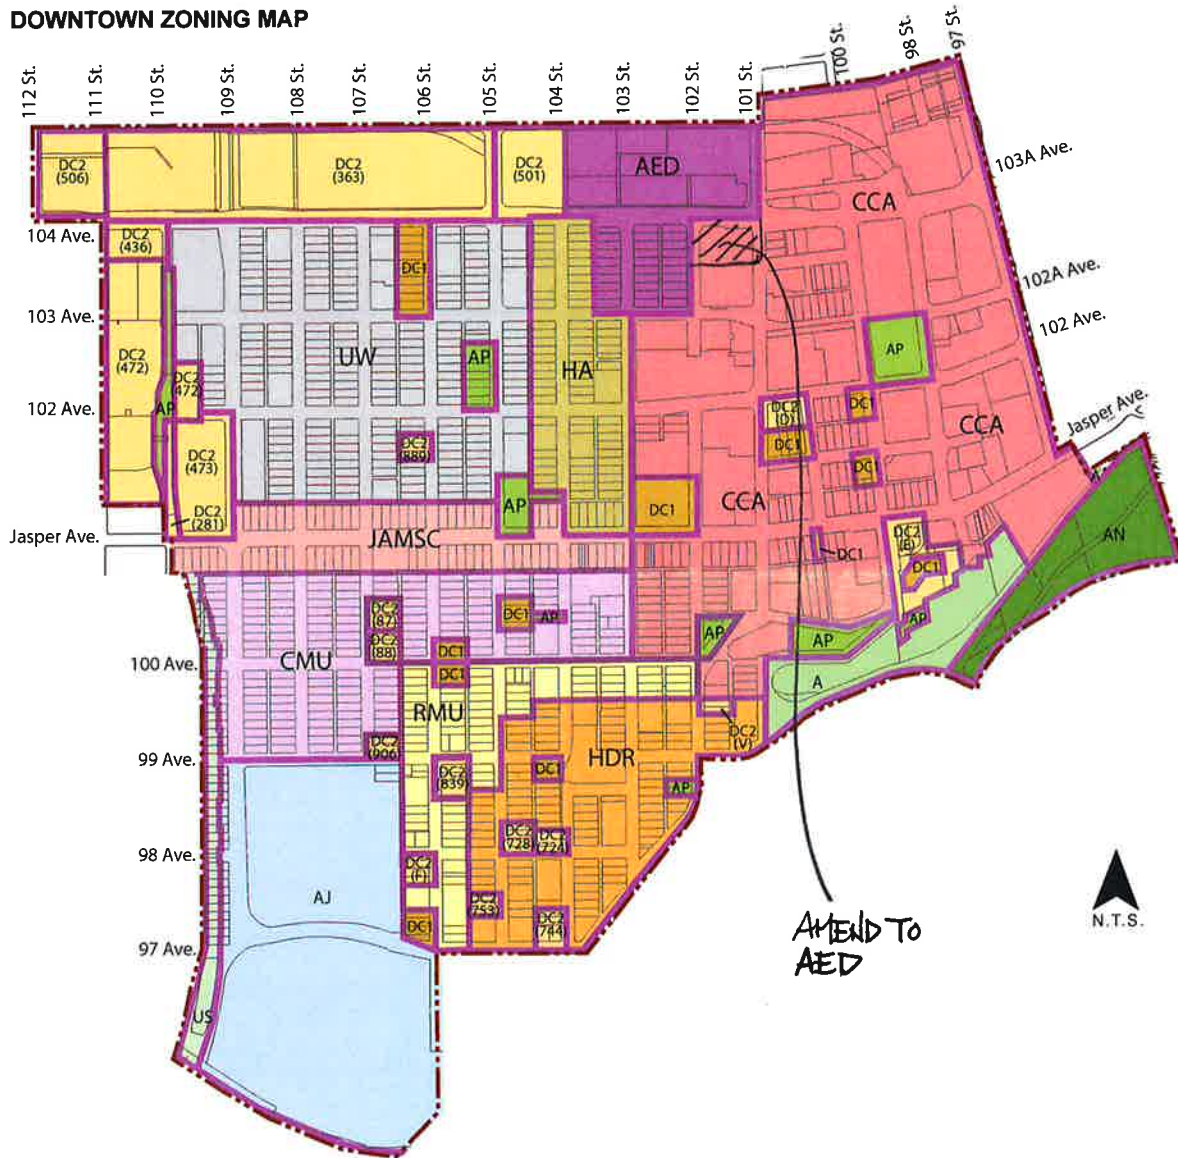 DOWNTOWN ZONING MAP
112 St.
111 St.
110 St.
109 St.
108 St.
107 St.
106 St.
105 St.
104 St.
103 St.
102 St.
101 St.
100 St.
98 St.
97 St.
103A Ave.
102A Ave.
102 Ave.
Jasper Ave.
104 Ave.
103 Ave.
102 Ave.
Jasper Ave.
100 Ave.
99 Ave.
98 Ave.
97 Ave.
DC2
(506)
DC2
(363)
DC2
(501)
AED
CCA
DC2
(436)
DC1
DC2
(472)
DC2
(472)
AP
UW
AP
HA
AP
DC2
(473)
DC2
(889)
DC2
(O)
DC1
DC1
CCA
DC1
DC2
(281)
AP
DC1
CCA
JAMSC
DC1
DC2
(E)
DC1
AN
DC2
(87)
DC2
(88)
DC1
AP
AP
AP
AP
DC1
DC1
CMU
RMU
A
DC2
(V)
DC2
(906)
DC2
(839)
DC1
HDR
AP
DC2
(728)
DC2
(724)
AJ
DC2
(F)
DC2
(753)
DC1
DC2
(744)
US
AMEND TO
AED
N.T.S.